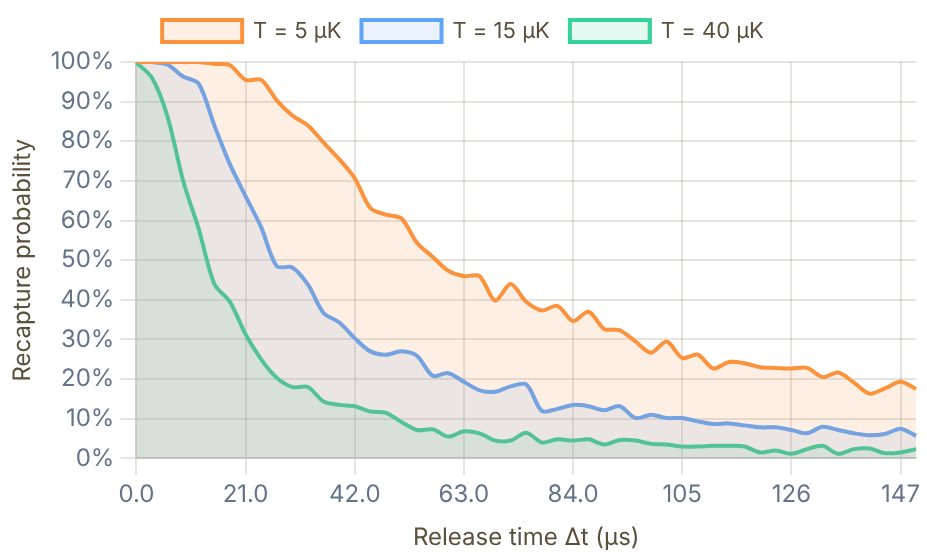 T = 5 µK T = 15 µK T = 40 µK
100%
90%
80%
70%
60%
50%
40%
30%
20%
10%
0%
Recapture probability
0.0 21.0 42.0 63.0 84.0 105 126 147
Release time Δt (µs)